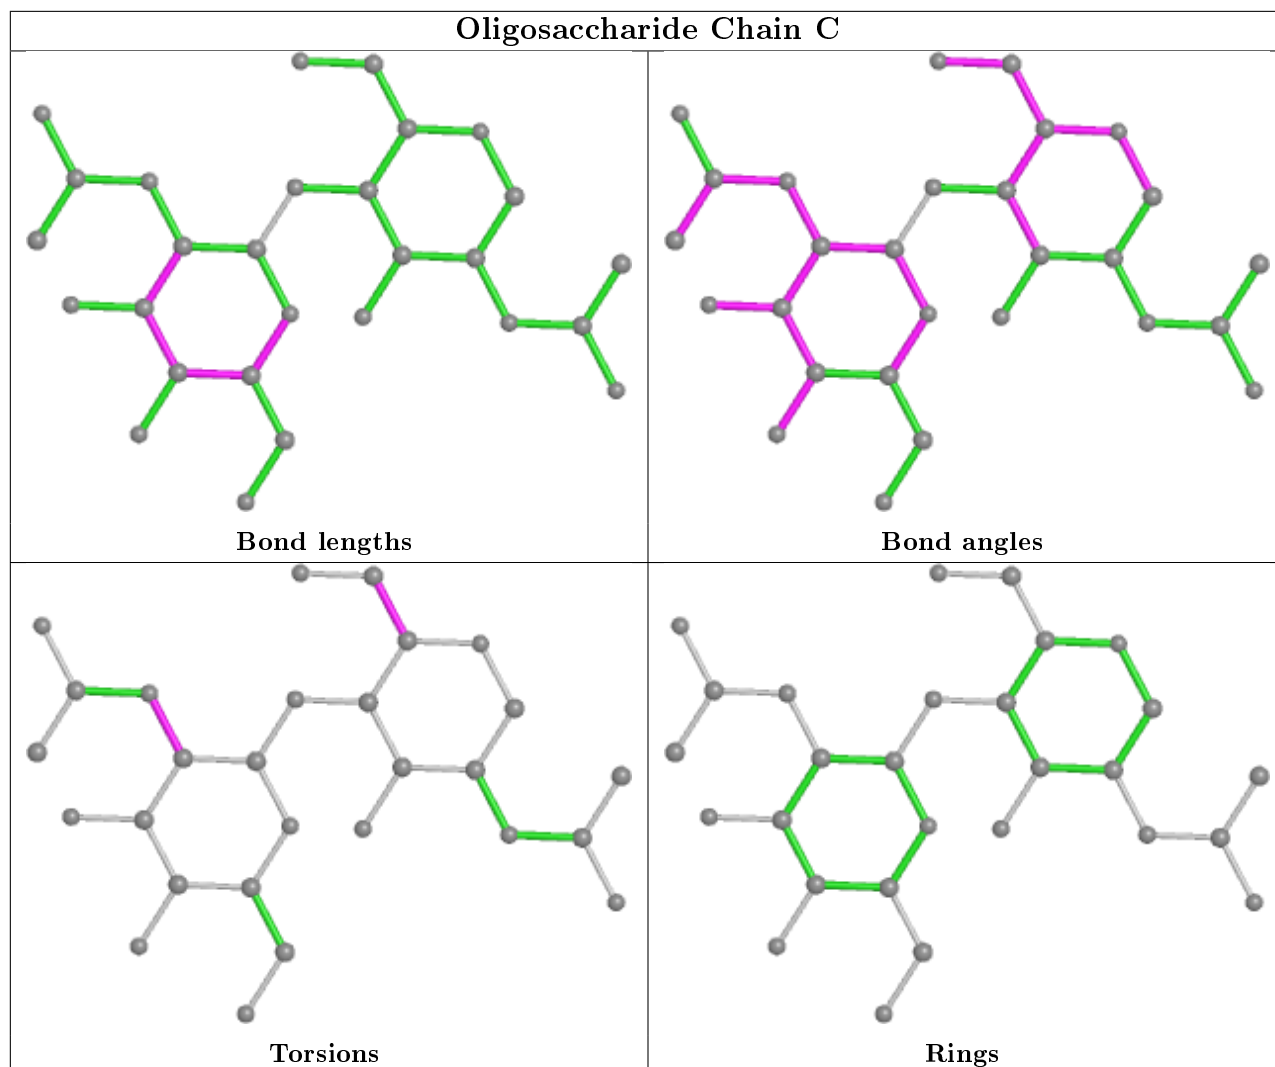 Oligosaccharide Chain C
Bond lengths
Bond angles
Torsions
Rings